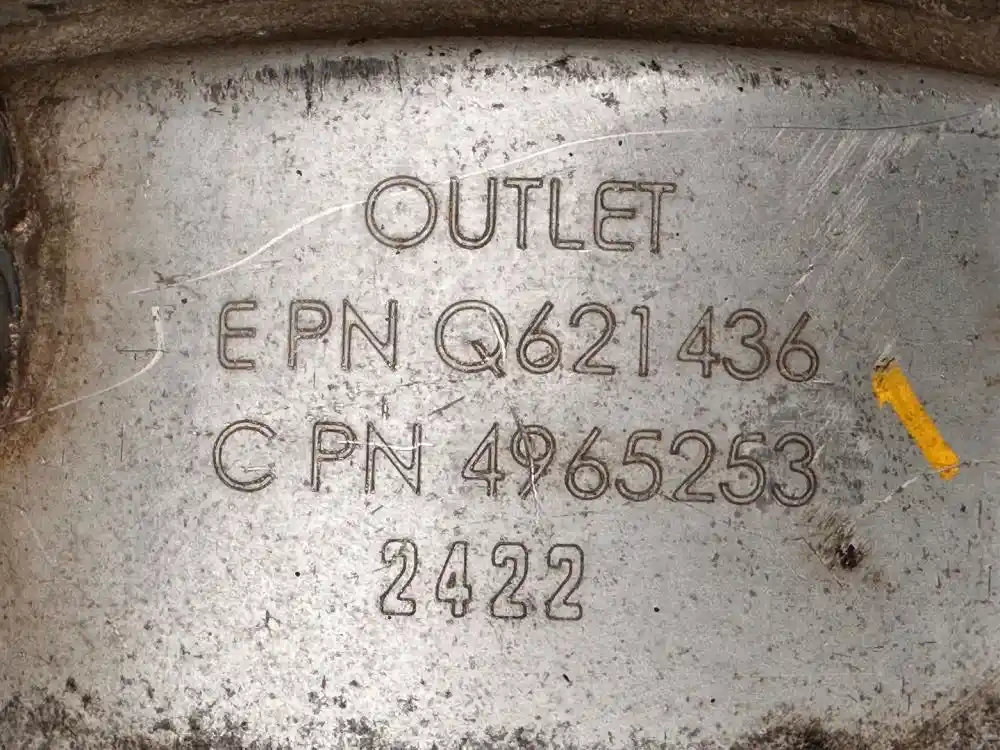 OUTLET
E PN Q621436
C PN 4965253
2422